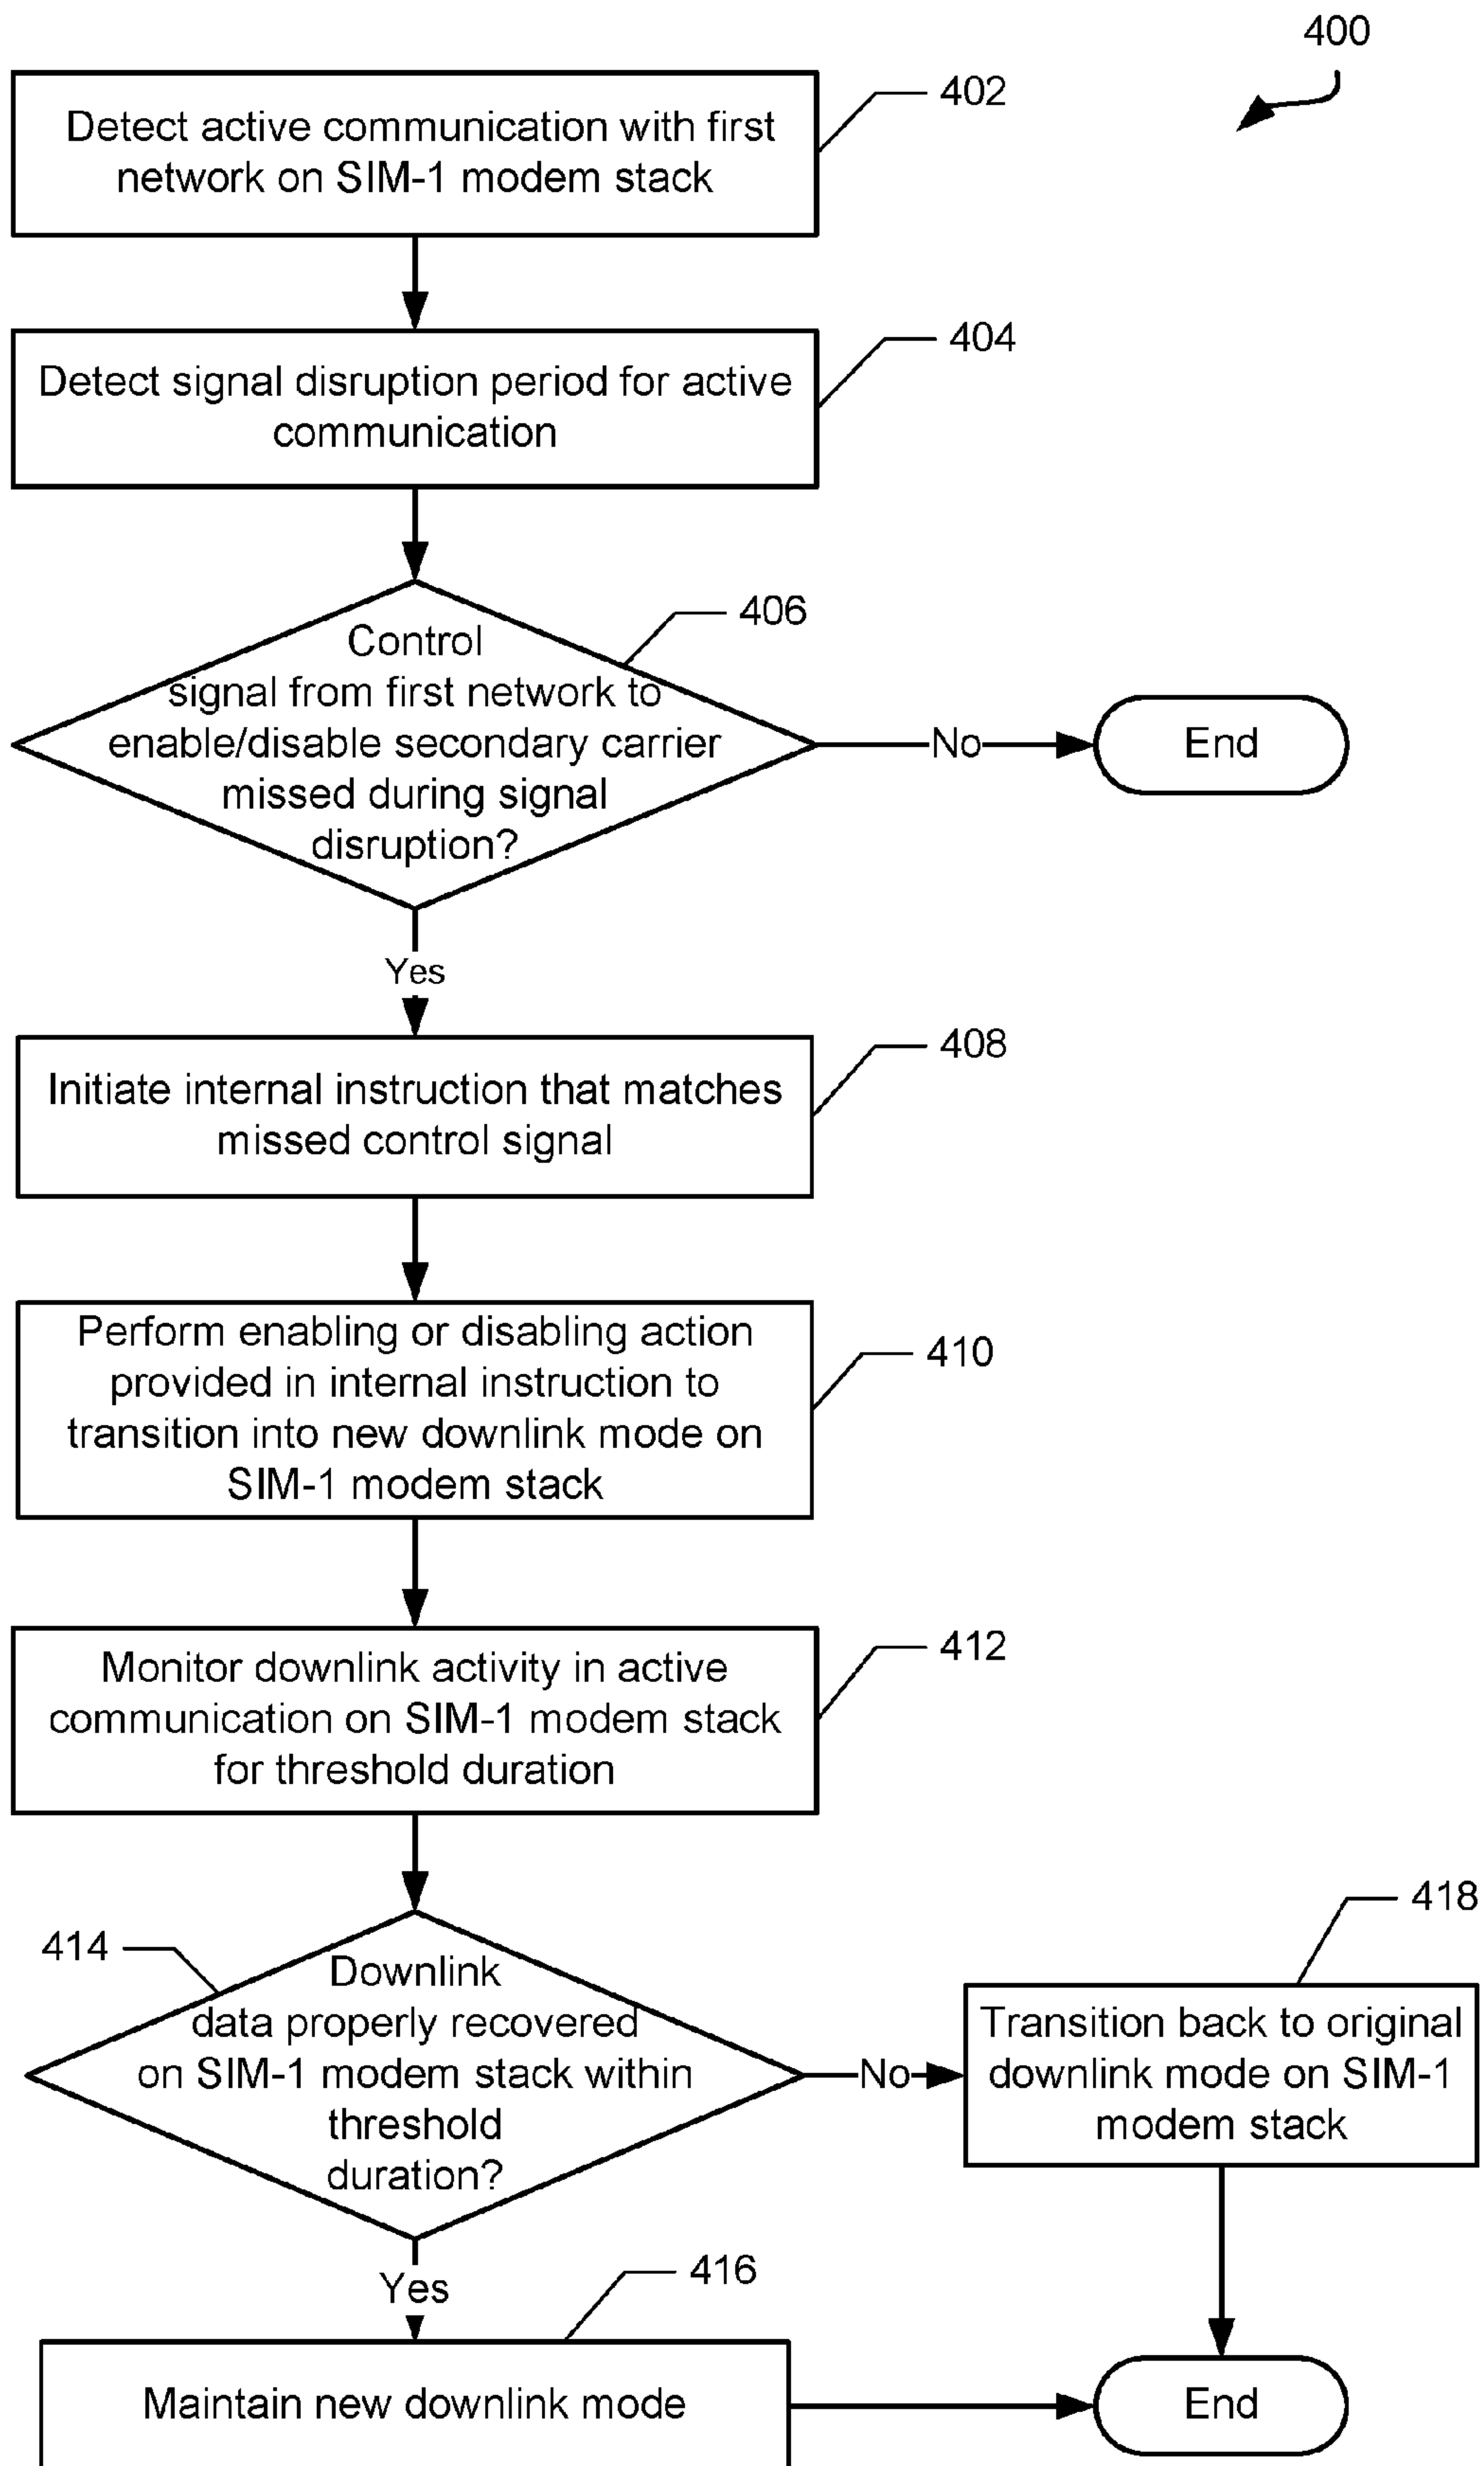 400
402
Detect active communication with first
network on SIM-1 modem stack
404
Detect signal disruption period for active
communication
406
Control
signal from first network to
enable/disable secondary carrier
missed during signal
disruption?
No
End
Yes
408
Initiate internal instruction that matches
missed control signal
410
Perform enabling or disabling action
provided in internal instruction to
transition into new downlink mode on
SIM-1 modem stack
412
Monitor downlink activity in active
communication on SIM-1 modem stack
for threshold duration
414
Downlink
data properly recovered
on SIM-1 modem stack within
threshold
duration?
No
418
Transition back to original
downlink mode on SIM-1
modem stack
Yes
416
Maintain new downlink mode
End